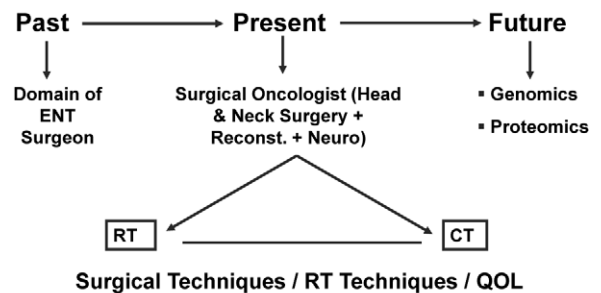 Past Present Future
Domain of
ENT
Surgeon
Surgical Oncologist (Head
& Neck Surgery +
Reconst. + Neuro)
▪ Genomics
▪ Proteomics
RT CT
Surgical Techniques / RT Techniques / QOL